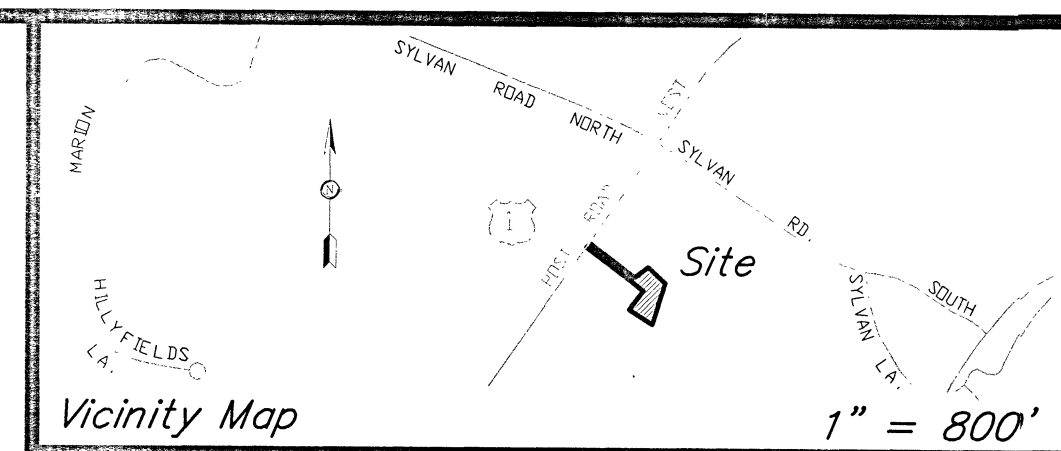 SYLVAN ROAD NORTH
WEST
MARION
SYLVAN RD.
N
1
ROAD
POST
Site
HILLYFIELDS LA.
SOUTH
SYLVAN LA.
Vicinity Map
1" = 800'